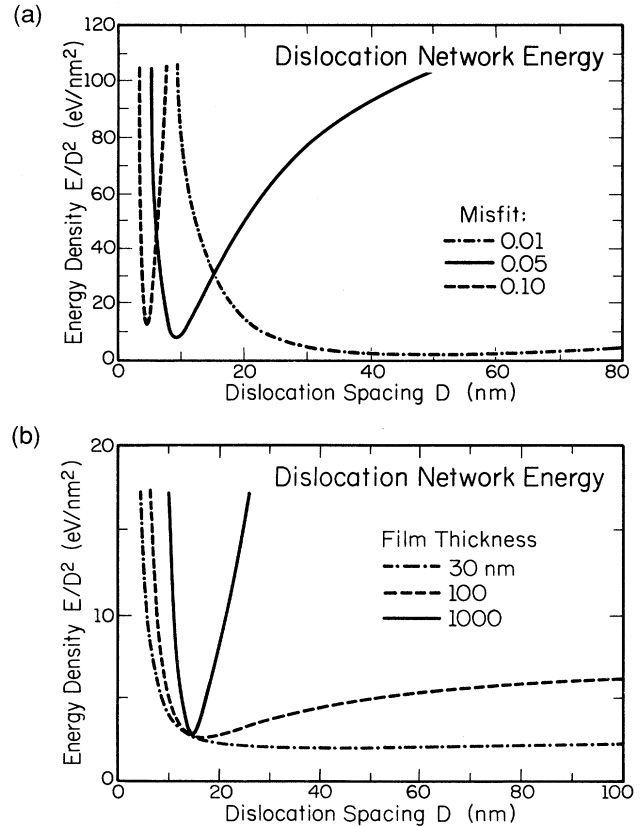 (a)
Dislocation Network Energy
Energy Density E/D² (eV/nm²)
120
100
80
60
40
20
0
Misfit:
0.01
0.05
0.10
0 20 40 60 80
Dislocation Spacing D (nm)
(b)
Dislocation Network Energy
Energy Density E/D² (eV/nm²)
20
10
0
Film Thickness
30 nm
100
1000
0 20 40 60 80 100
Dislocation Spacing D (nm)